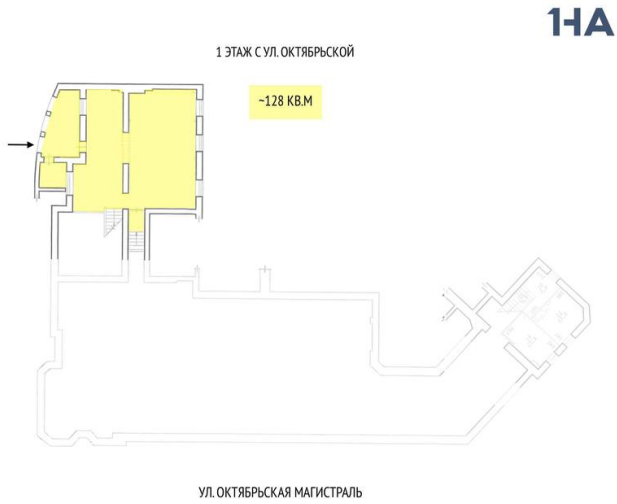 1НА
1 ЭТАЖ С УЛ. ОКТЯБРЬСКОЙ
~128 КВ.М
УЛ. ОКТЯБРЬСКАЯ МАГИСТРАЛЬ